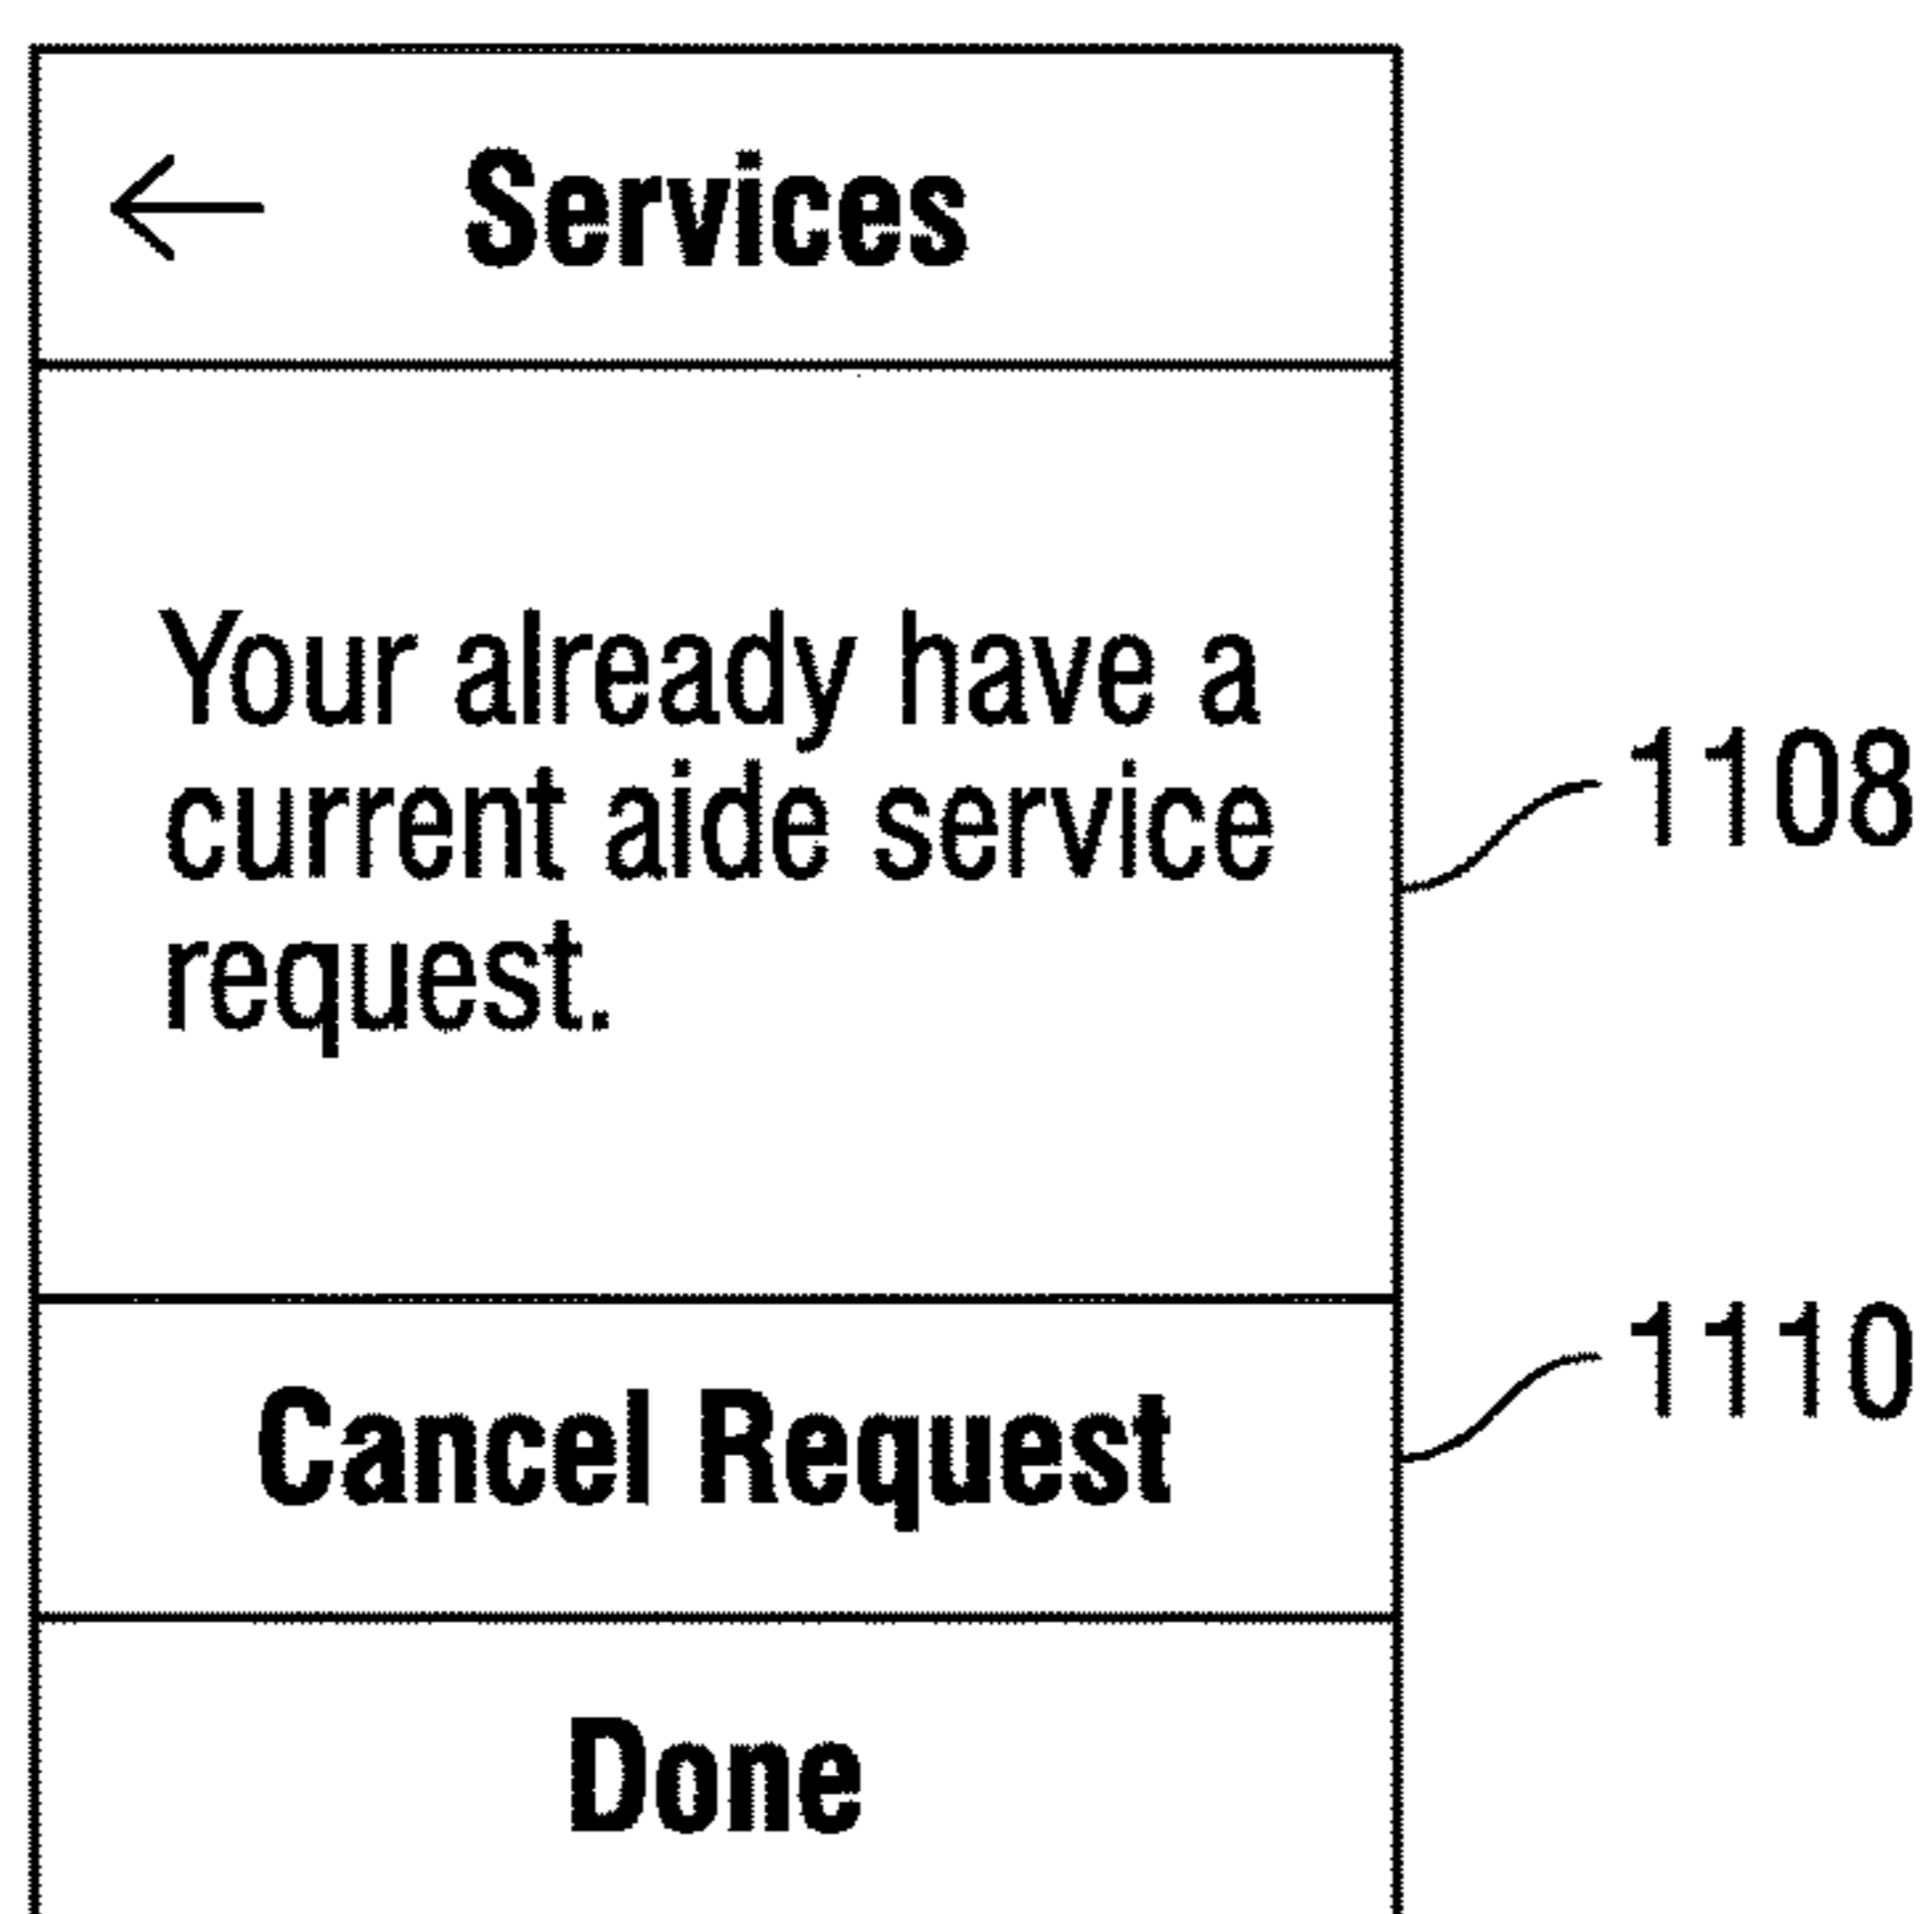 Services
Your already have a
current aide service
request.
1108
Cancel Request
1110
Done